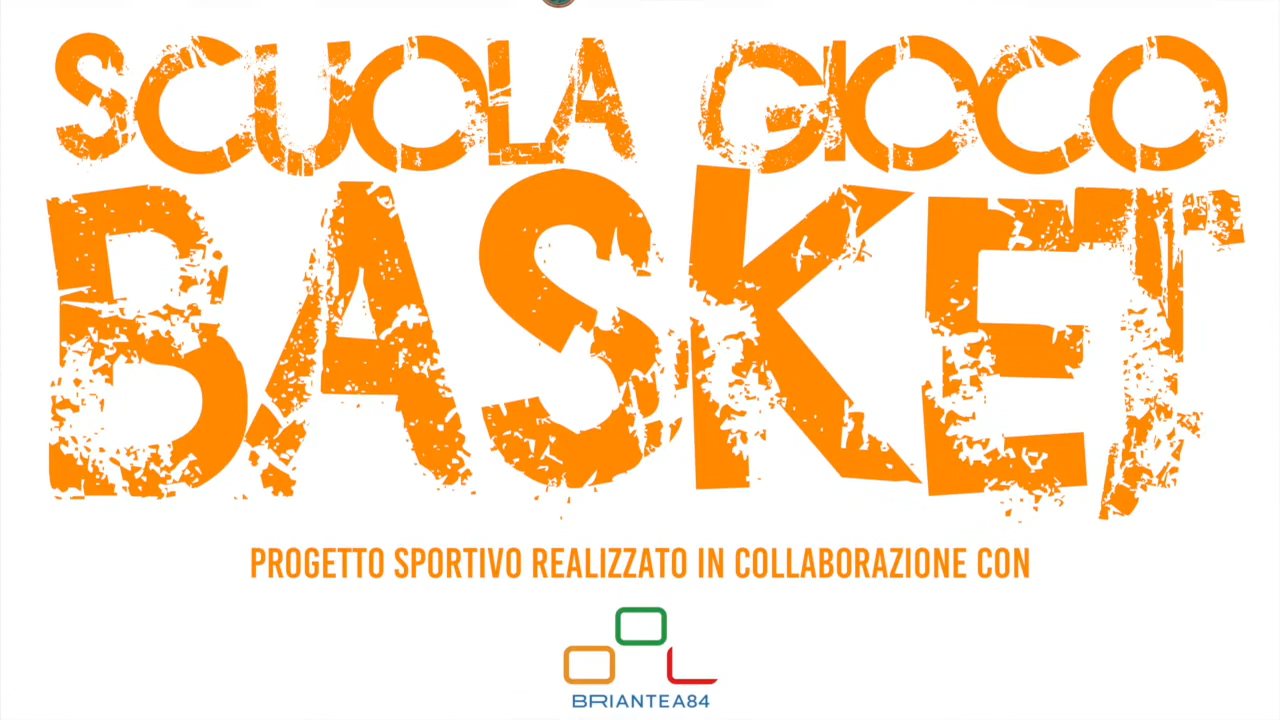 SCUOLA GIOCO
BASKET
PROGETTO SPORTIVO REALIZZATO IN COLLABORAZIONE CON
BRIANTEA84